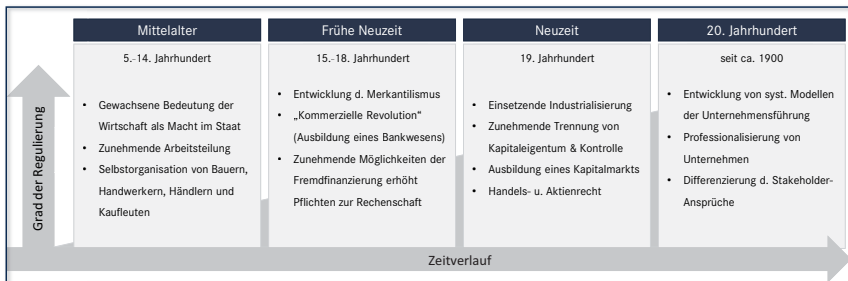 Mittelalter
5.-14. Jahrhundert
• Gewachsene Bedeutung der
Wirtschaft als Macht im Staat
• Zunehmende Arbeitsteilung
• Selbstorganisation von Bauern,
Handwerkern, Händlern und
Kaufleuten
Frühe Neuzeit
15.-18. Jahrhundert
• Entwicklung d. Merkantilismus
• „Kommerzielle Revolution“
(Ausbildung eines Bankwesens)
• Zunehmende Möglichkeiten der
Fremdfinanzierung erhöht
Pflichten zur Rechenschaft
Neuzeit
19. Jahrhundert
• Einsetzende Industrialisierung
• Zunehmende Trennung von
Kapitaleigentum & Kontrolle
• Ausbildung eines Kapitalmarkts
• Handels- u. Aktienrecht
20. Jahrhundert
seit ca. 1900
• Entwicklung von syst. Modellen
der Unternehmensführung
• Professionalisierung von
Unternehmen
• Differenzierung d. Stakeholder-
Ansprüche
Grad der Regulierung
Zeitverlauf